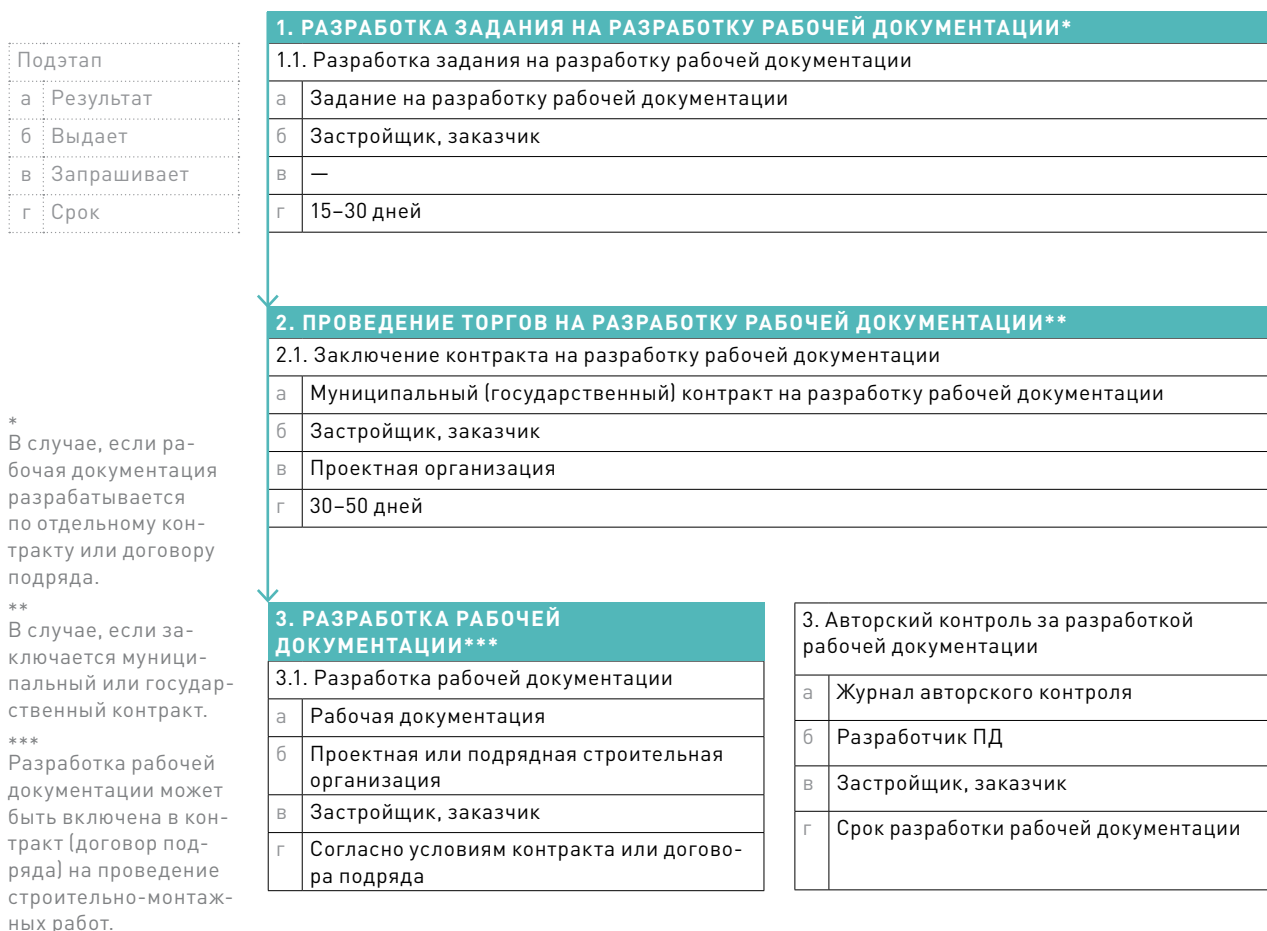 Подэтап
а Результат
б Выдает
в Запрашивает
г Срок
1. РАЗРАБОТКА ЗАДАНИЯ НА РАЗРАБОТКУ РАБОЧЕЙ ДОКУМЕНТАЦИИ*
1.1. Разработка задания на разработку рабочей документации
а Задание на разработку рабочей документации
б Застройщик, заказчик
в —
г 15–30 дней
2. ПРОВЕДЕНИЕ ТОРГОВ НА РАЗРАБОТКУ РАБОЧЕЙ ДОКУМЕНТАЦИИ**
2.1. Заключение контракта на разработку рабочей документации
а Муниципальный (государственный) контракт на разработку рабочей документации
б Застройщик, заказчик
в Проектная организация
г 30–50 дней
3. РАЗРАБОТКА РАБОЧЕЙ
ДОКУМЕНТАЦИИ***
3.1. Разработка рабочей документации
а Рабочая документация
б Проектная или подрядная строительная
организация
в Застройщик, заказчик
г Согласно условиям контракта или догово-
ра подряда
3. Авторский контроль за разработкой
рабочей документации
а Журнал авторского контроля
б Разработчик ПД
в Застройщик, заказчик
г Срок разработки рабочей документации
*
В случае, если ра-
бочая документация
разрабатывается
по отдельному кон-
тракту или договору
подряда.
**
В случае, если за-
ключается муници-
пальный или государ-
ственный контракт.
***
Разработка рабочей
документации может
быть включена в кон-
тракт (договор под-
ряда) на проведение
строительно-монтаж-
ных работ.